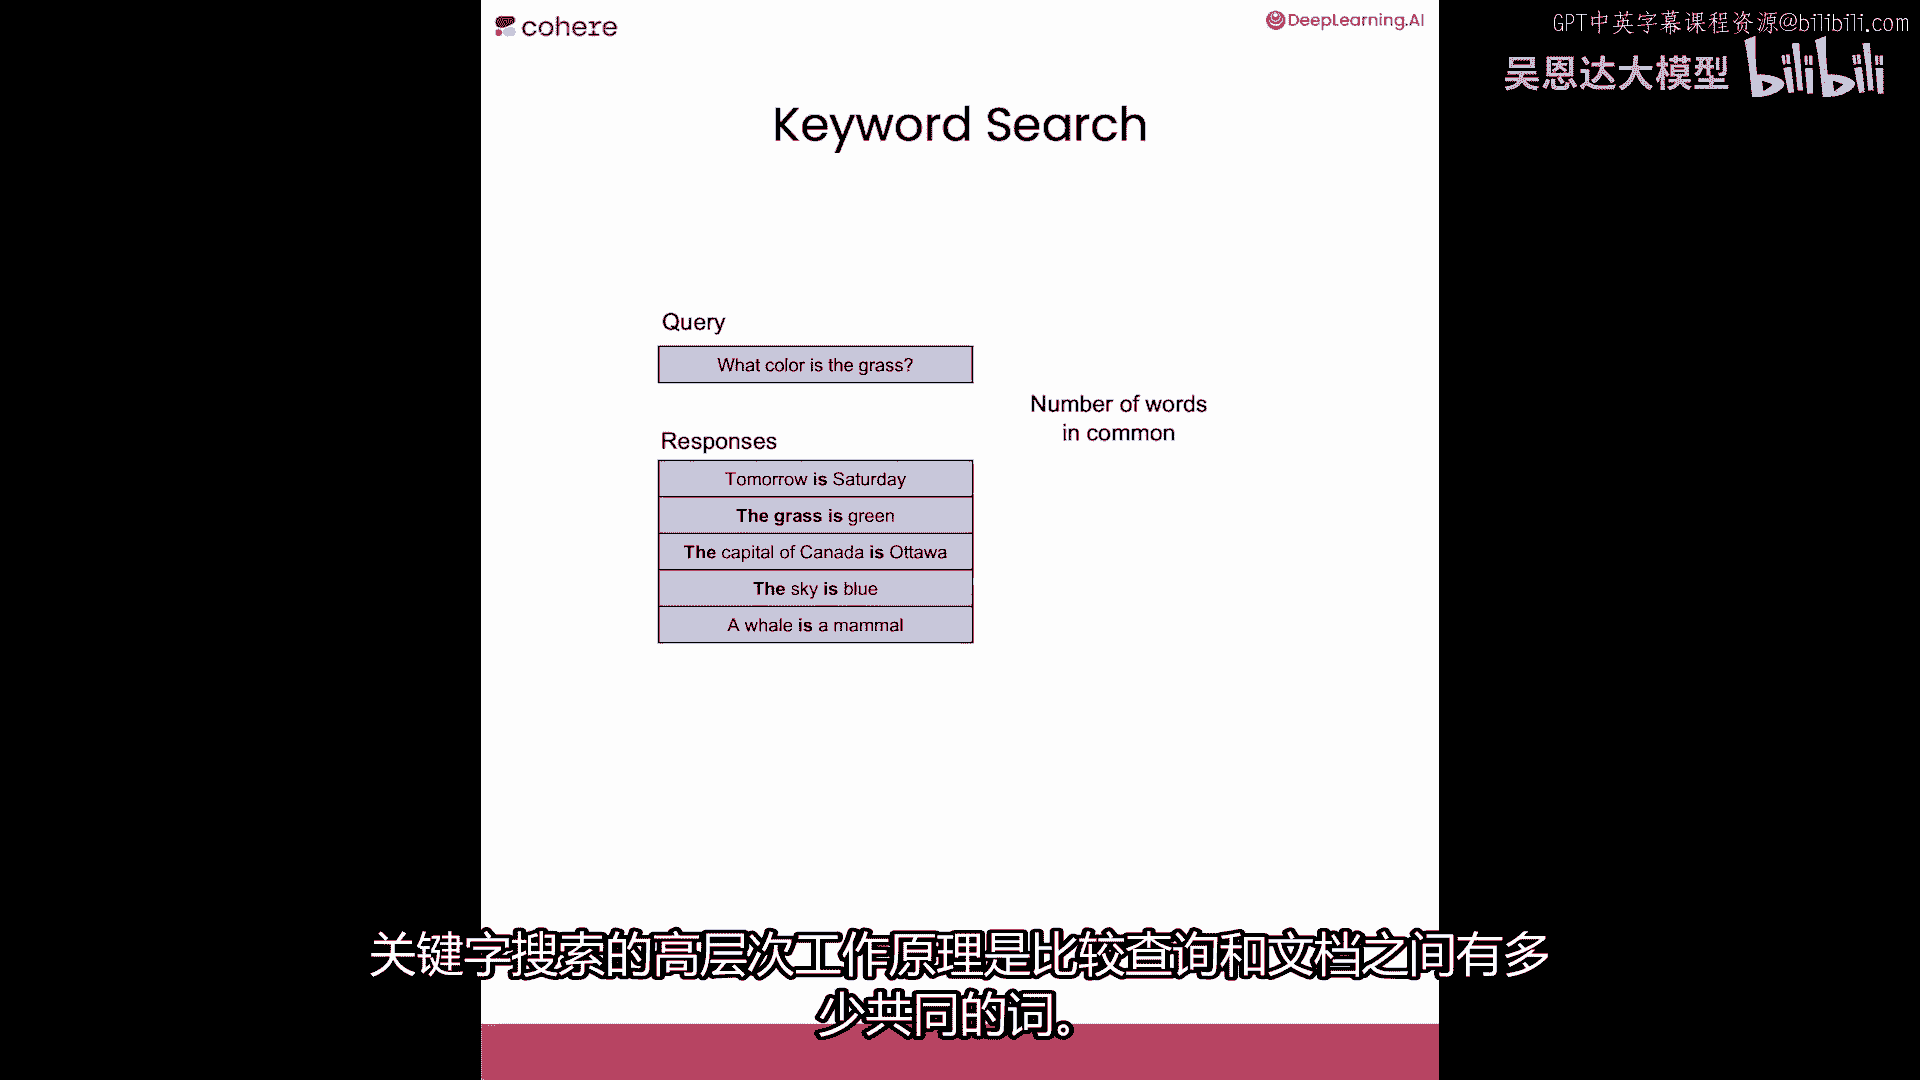 cohere
DeepLearning.AI
GPT中英字幕课程资源@bilibili.com
吴恩达大模型 bilibili
Keyword Search
Query
What color is the grass?
Number of words
in common
Responses
Tomorrow is Saturday
The grass is green
The capital of Canada is Ottawa
The sky is blue
A whale is a mammal
关键字搜索的高层次工作原理是比较查询和文档之间有多
少共同的词。